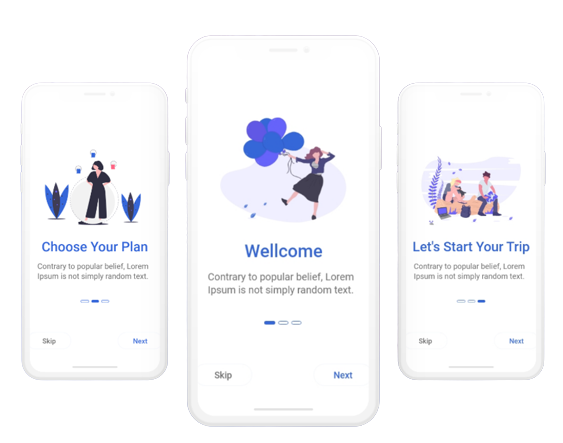 Choose Your Plan
Contrary to popular belief, Lorem
Ipsum is not simply random text.
Skip
Next
Wellcome
Contrary to popular belief, Lorem
Ipsum is not simply random text.
Skip
Next
Let's Start Your Trip
Contrary to popular belief, Lorem
Ipsum is not simply random text.
Skip
Next